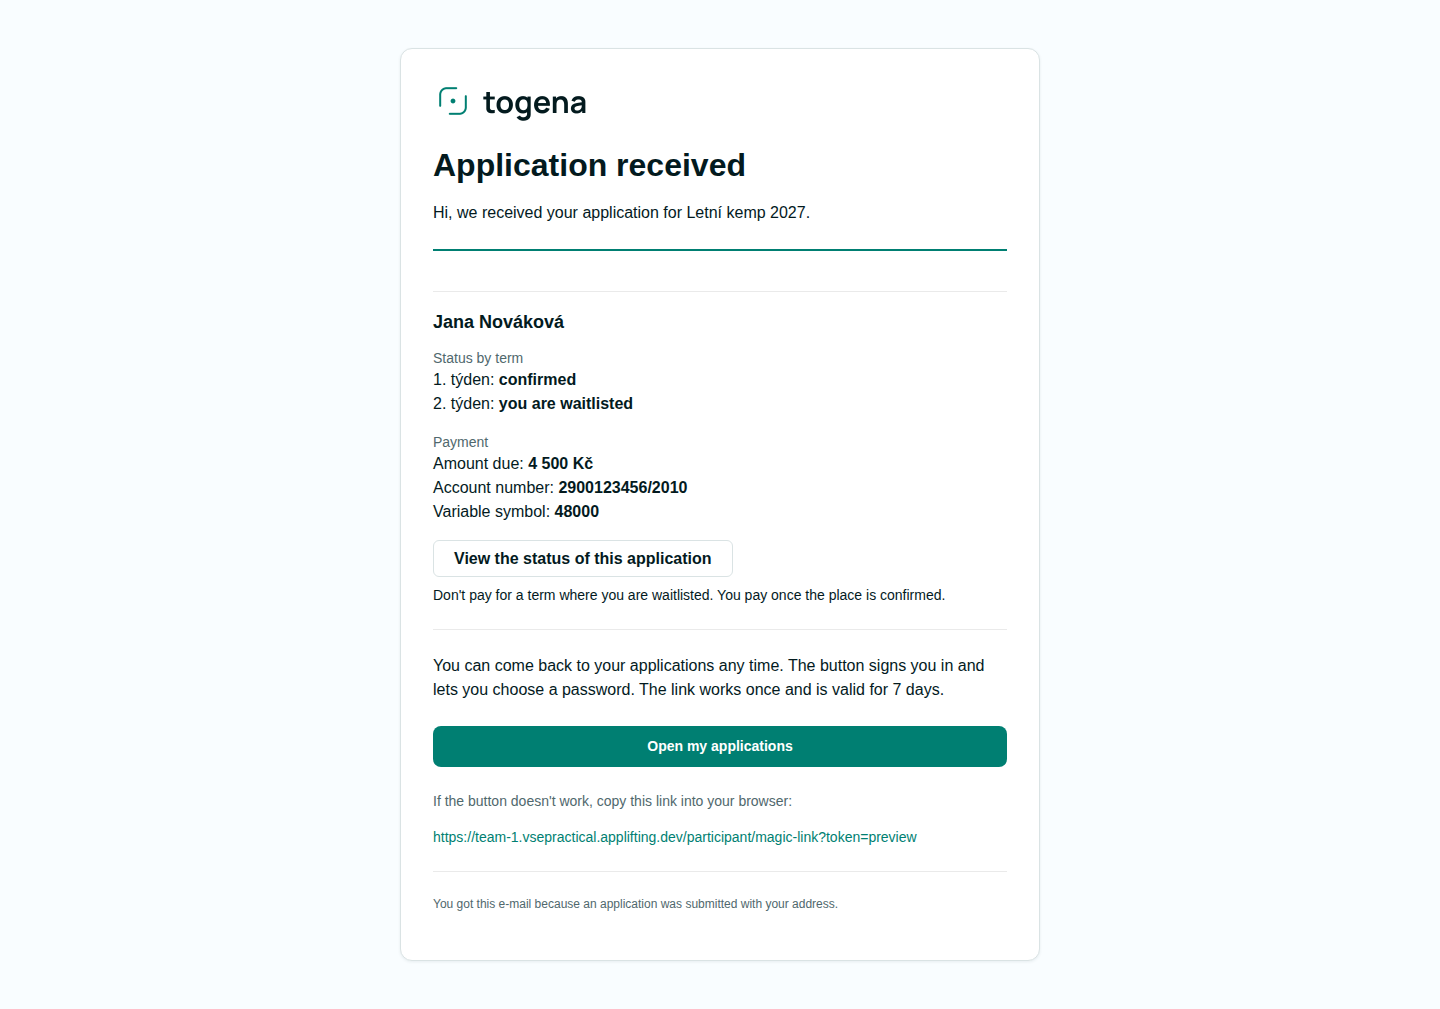 togena
Application received
Hi, we received your application for Letní kemp 2027.
Jana Nováková
Status by term
1. týden: confirmed
2. týden: you are waitlisted
Payment
Amount due: 4 500 Kč
Account number: 2900123456/2010
Variable symbol: 48000
View the status of this application
Don't pay for a term where you are waitlisted. You pay once the place is confirmed.
You can come back to your applications any time. The button signs you in and
lets you choose a password. The link works once and is valid for 7 days.
Open my applications
If the button doesn't work, copy this link into your browser:
https://team-1.vsepractical.applifting.dev/participant/magic-link?token=preview
You got this e-mail because an application was submitted with your address.